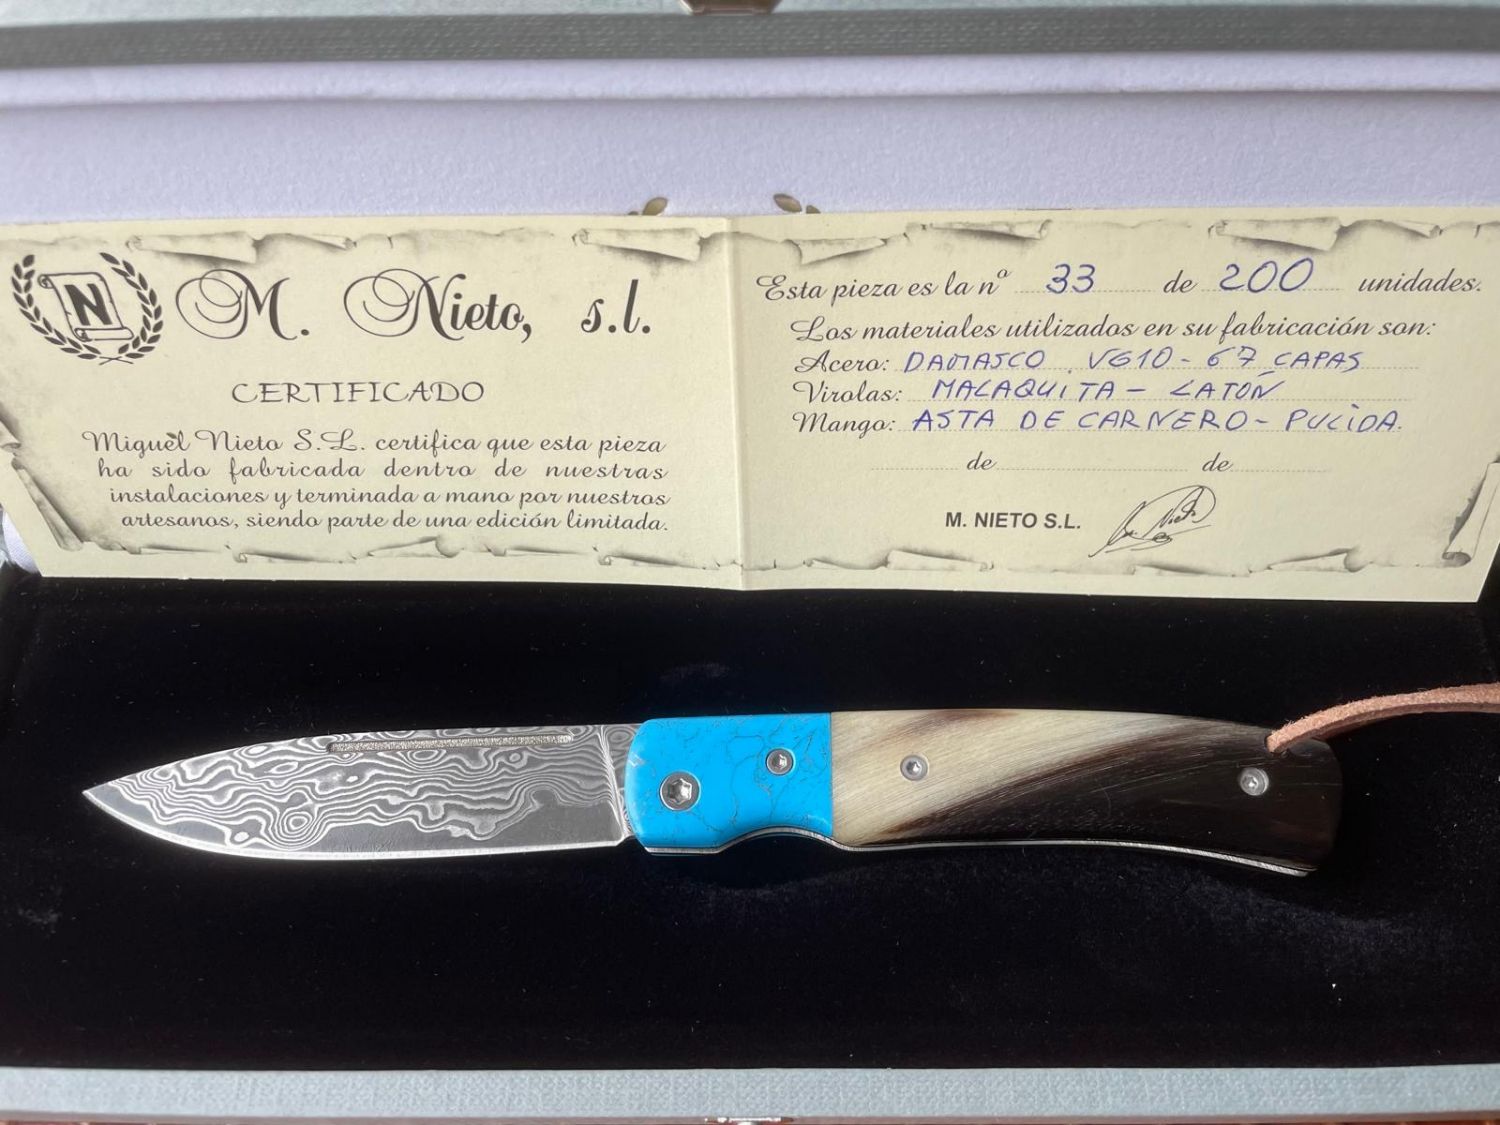 N
M. Nieto, s.l.
CERTIFICADO
Miguel Nieto S.L. certifica que esta pieza
ha sido fabricada dentro de nuestras
instalaciones y terminada a mano por nuestros
artesanos, siendo parte de una edición limitada.
Esta pieza es la nº 33 de 200 unidades.
Los materiales utilizados en su fabricación son:
Acero: DAMASCO VG10 - 67 CAPAS
Virolas: MALAQUITA - LATÓN
Mango: ASTA DE CARNERO - PULIDA.
de de
M. NIETO S.L.